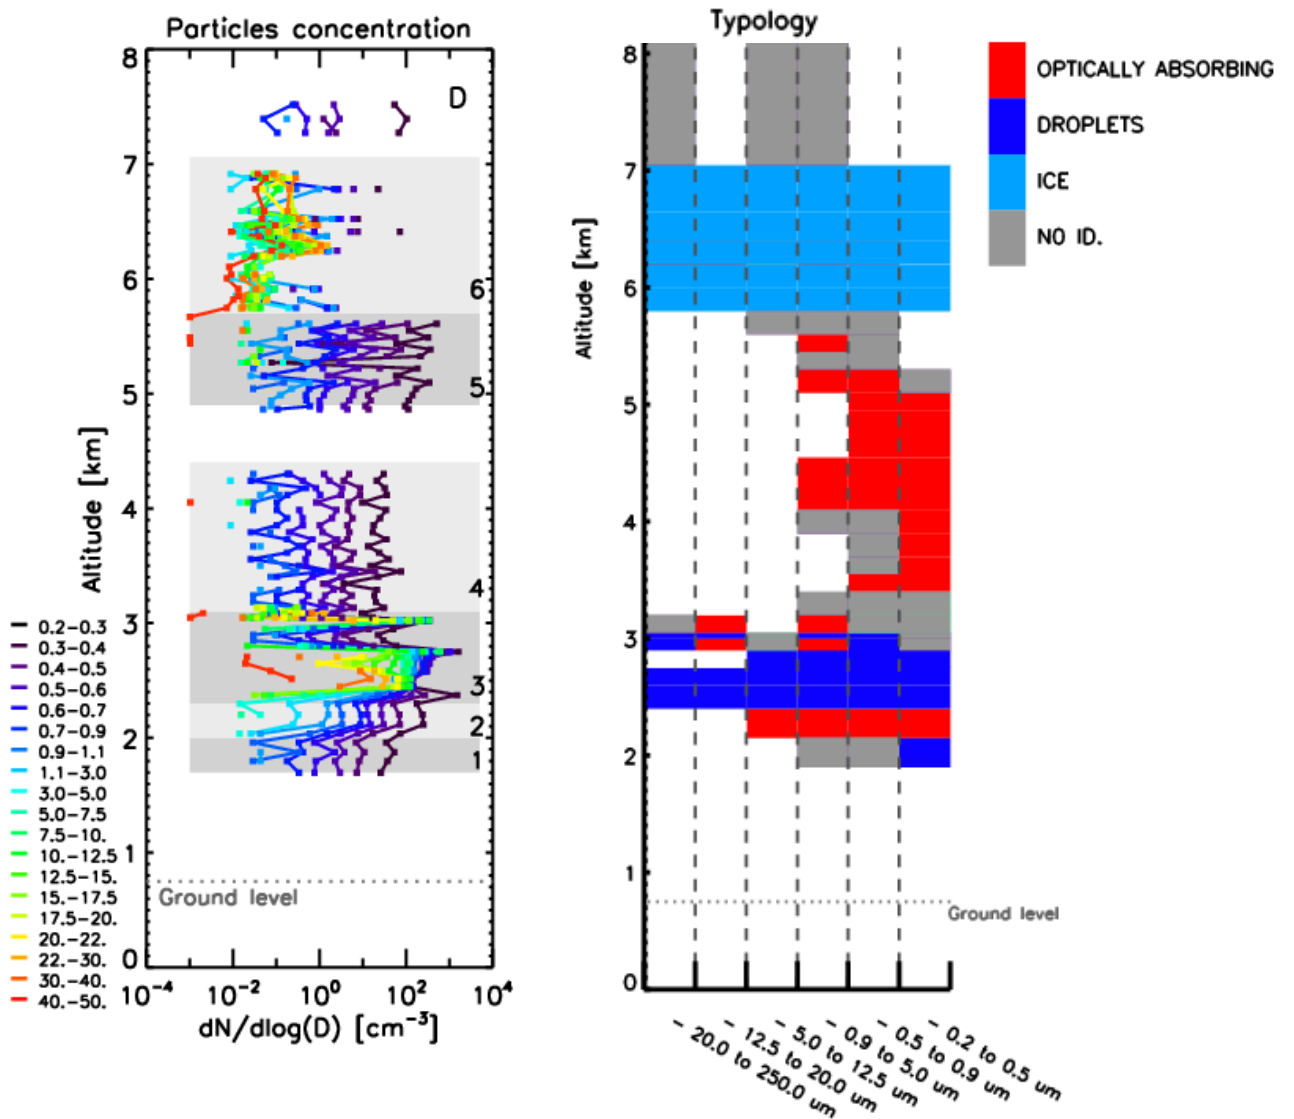 Particles concentration
8
D
7
6
6
5
5
4
4
3
3
2
2
1
1
0
Altitude [km]
Ground level
10⁻⁴ 10⁻² 10⁰ 10² 10⁴
dN/dlog(D) [cm⁻³]
0.2-0.3
0.3-0.4
0.4-0.5
0.5-0.6
0.6-0.7
0.7-0.9
0.9-1.1
1.1-3.0
3.0-5.0
5.0-7.5
7.5-10.
10.-12.5
12.5-15.
15.-17.5
17.5-20.
20.-22.
22.-30.
30.-40.
40.-50.
Typology
8
7
6
5
4
3
2
1
0
Altitude [km]
Ground level
- 20.0 to 250.0 um
- 12.5 to 20.0 um
- 5.0 to 12.5 um
- 0.9 to 5.0 um
- 0.5 to 0.9 um
- 0.2 to 0.5 um
OPTICALLY ABSORBING
DROPLETS
ICE
NO ID.